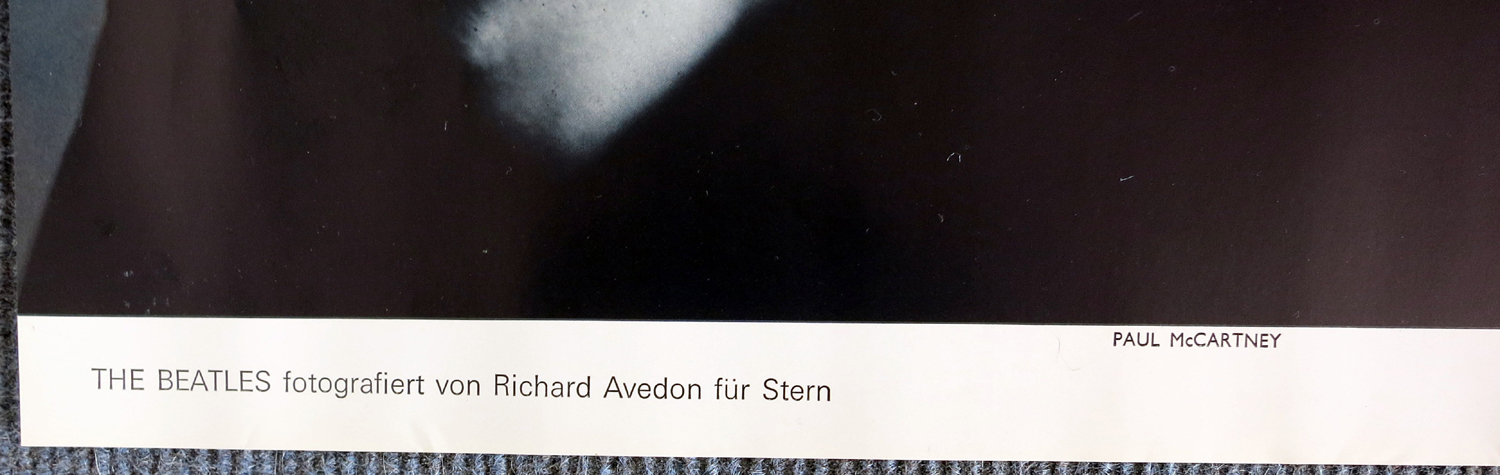 PAUL McCARTNEY
THE BEATLES fotografiert von Richard Avedon für Stern